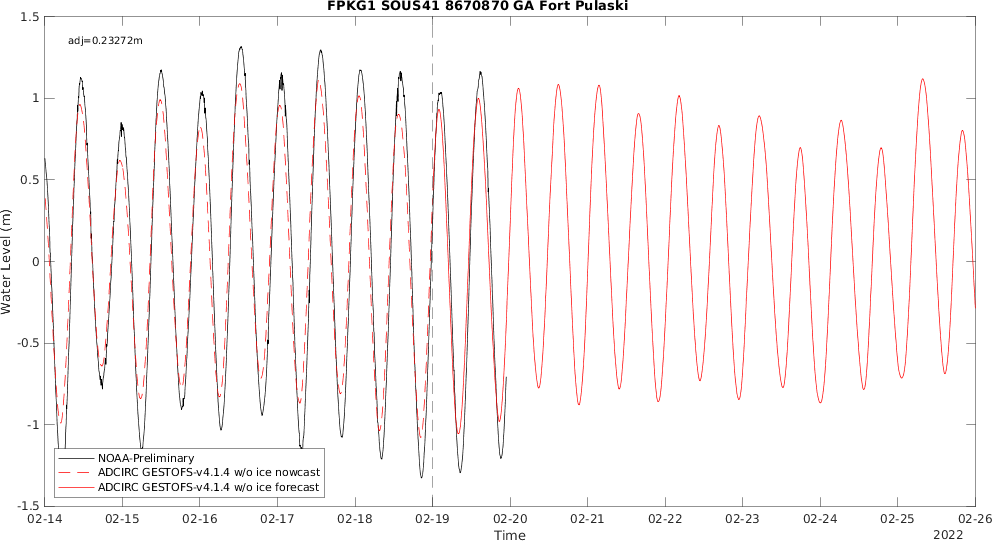 FPKG1 SOUS41 8670870 GA Fort Pulaski
adj=0.23272m
Water Level (m)
1.5
1
0.5
0
-0.5
-1
-1.5
NOAA-Preliminary
ADCIRC GESTOFS-v4.1.4 w/o ice nowcast
ADCIRC GESTOFS-v4.1.4 w/o ice forecast
02-14 02-15 02-16 02-17 02-18 02-19 02-20 02-21 02-22 02-23 02-24 02-25 02-26
Time
2022